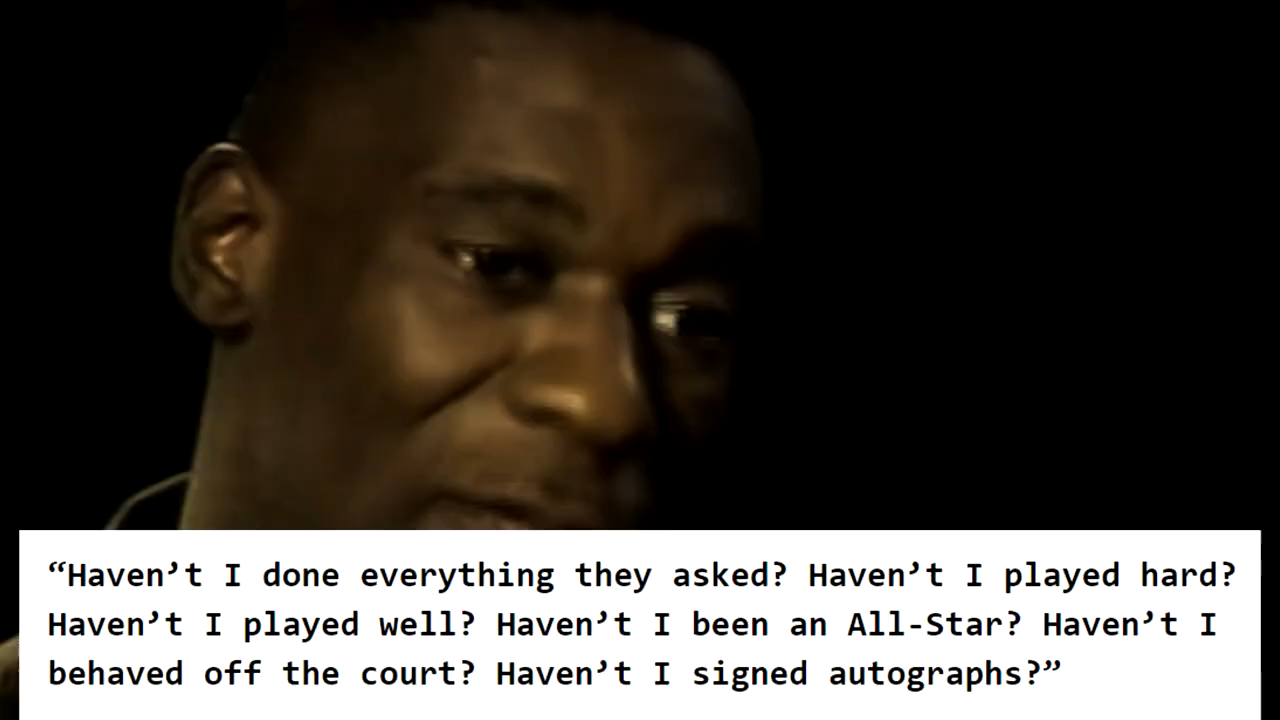 “Haven’t I done everything they asked? Haven’t I played hard?
Haven’t I played well? Haven’t I been an All-Star? Haven’t I
behaved off the court? Haven’t I signed autographs?”